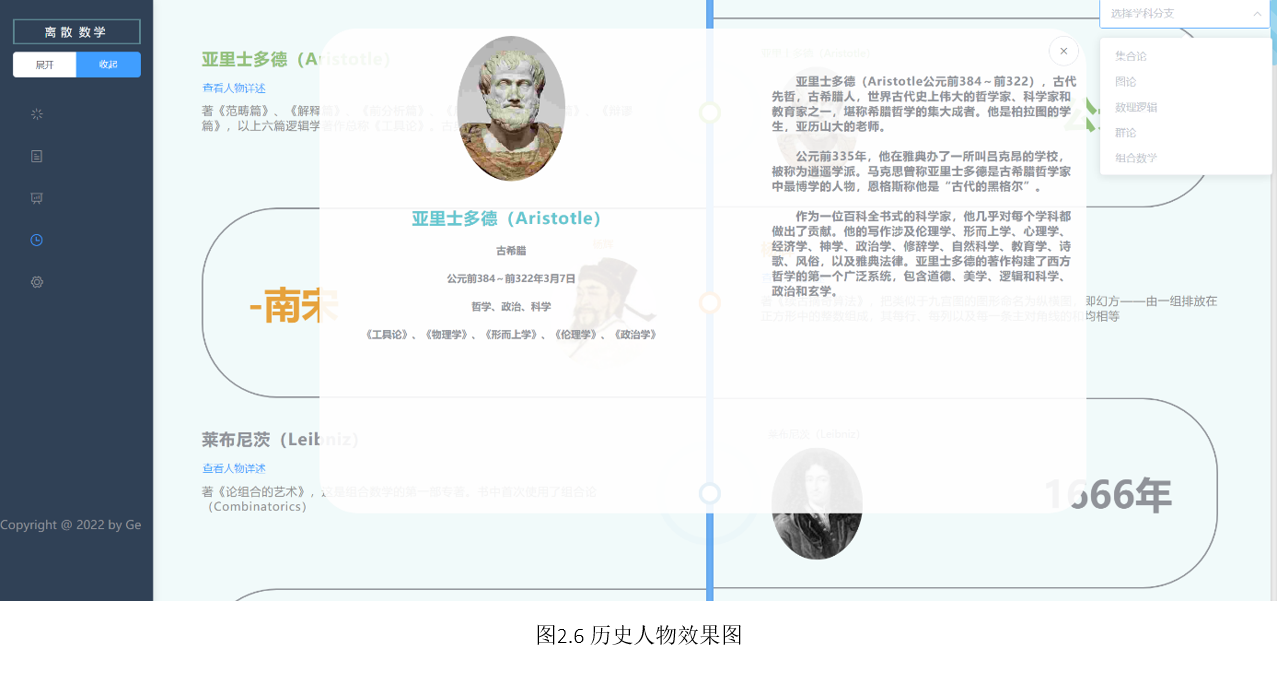 离散数学
展开 收起
Copyright @ 2022 by Ge
选择学科分支
集合论
图论
数理逻辑
群论
组合数学
亚里士多德（Aristotle）
查看人物详述
著《范畴篇》、《解释篇》
篇》，以上六篇逻辑学著作统称《工具论》
亚里士多德（Aristotle）
古希腊
公元前384～前322年3月7日
哲学、政治、科学
《工具论》、《物理学》、《形而上学》、《伦理学》、《政治学》
亚里士多德（Aristotle公元前384～前322），古代
先哲，古希腊人，世界古代史上伟大的哲学家、科学家和
教育家之一，堪称希腊哲学的集大成者。他是柏拉图的学
生，亚历山大的老师。
公元前335年，他在雅典办了一所叫吕克昂的学校，
被称为逍遥学派。马克思曾称亚里士多德是古希腊哲学家
中最博学的人物，恩格斯称他是“古代的黑格尔”。
作为一位百科全书式的科学家，他几乎对每个学科都
做出了贡献。他的写作涉及伦理学、形而上学、心理学、
经济学、神学、政治学、修辞学、自然科学、教育学、诗
歌、风俗，以及雅典法律。亚里士多德的著作构建了西方
哲学的第一个广泛系统，包含道德、美学、逻辑和科学、
政治和玄学。
-南宋
即幻方——由一组排放在
正方形中的整数组成，其每行、每列以及每一条主对角线的和均相等
莱布尼茨（Leibniz）
查看人物详述
著《论组合的艺术》，这是组合数学的第一部专著。书中首次使用了组合论
（Combinatorics）
莱布尼茨（Leibniz）
1666年
图2.6 历史人物效果图